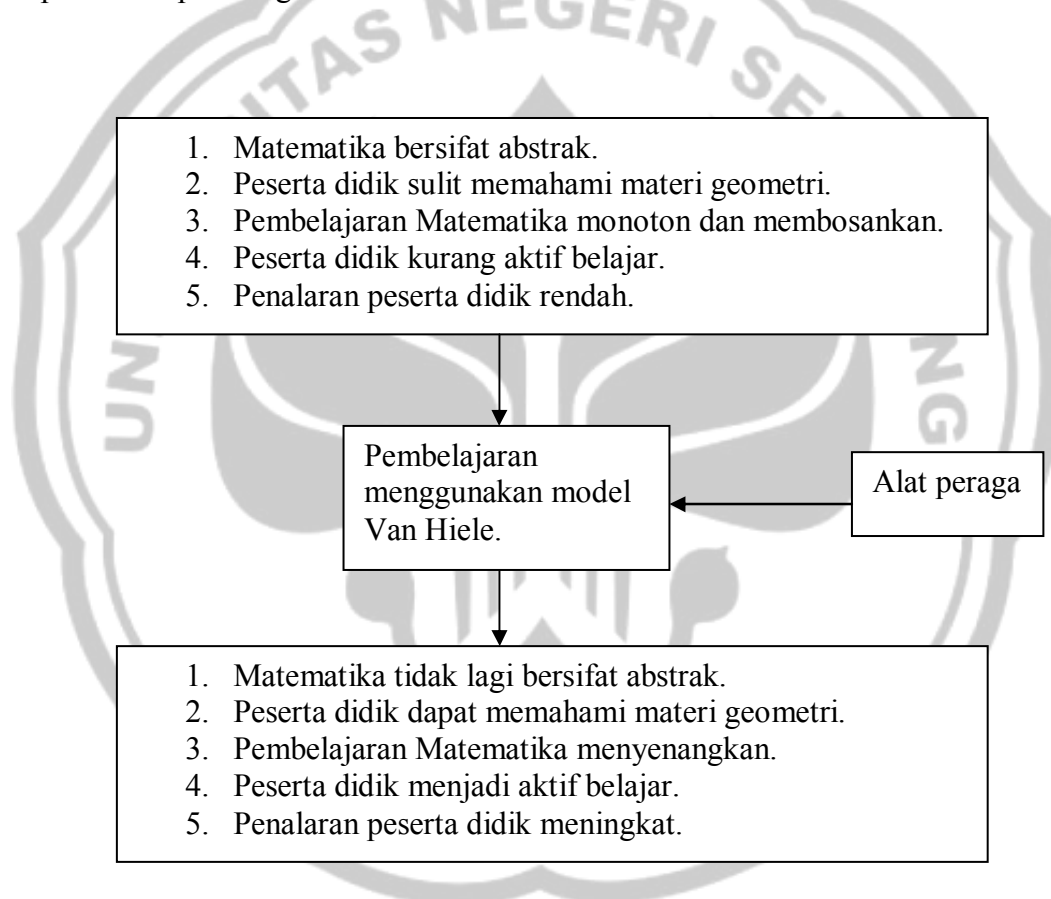 UNIVERSITAS NEGERI SEMARANG
1. Matematika bersifat abstrak.
2. Peserta didik sulit memahami materi geometri.
3. Pembelajaran Matematika monoton dan membosankan.
4. Peserta didik kurang aktif belajar.
5. Penalaran peserta didik rendah.
Pembelajaran
menggunakan model
Van Hiele.
Alat peraga
1. Matematika tidak lagi bersifat abstrak.
2. Peserta didik dapat memahami materi geometri.
3. Pembelajaran Matematika menyenangkan.
4. Peserta didik menjadi aktif belajar.
5. Penalaran peserta didik meningkat.